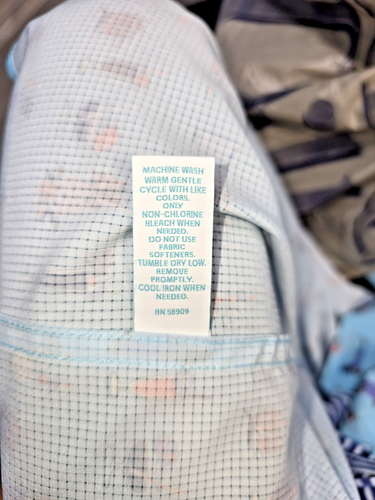 MACHINE WASH
WARM GENTLE
CYCLE WITH LIKE
COLORS.
ONLY
NON-CHLORINE
BLEACH WHEN
NEEDED.
DO NOT USE
FABRIC
SOFTENERS.
TUMBLE DRY LOW.
REMOVE
PROMPTLY.
COOL IRON WHEN
NEEDED.
RN 58909